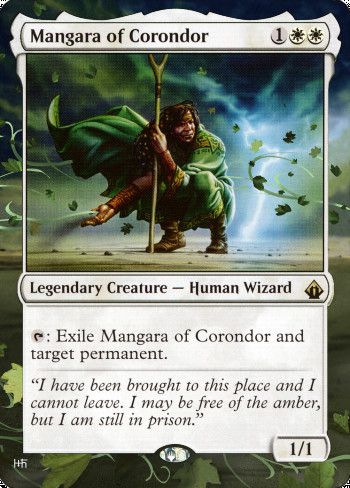 Mangara of Corondor 1
Legendary Creature — Human Wizard
: Exile Mangara of Corondor and
target permanent.
“I have been brought to this place and I
cannot leave. I may be free of the amber,
but I am still in prison.”
1/1